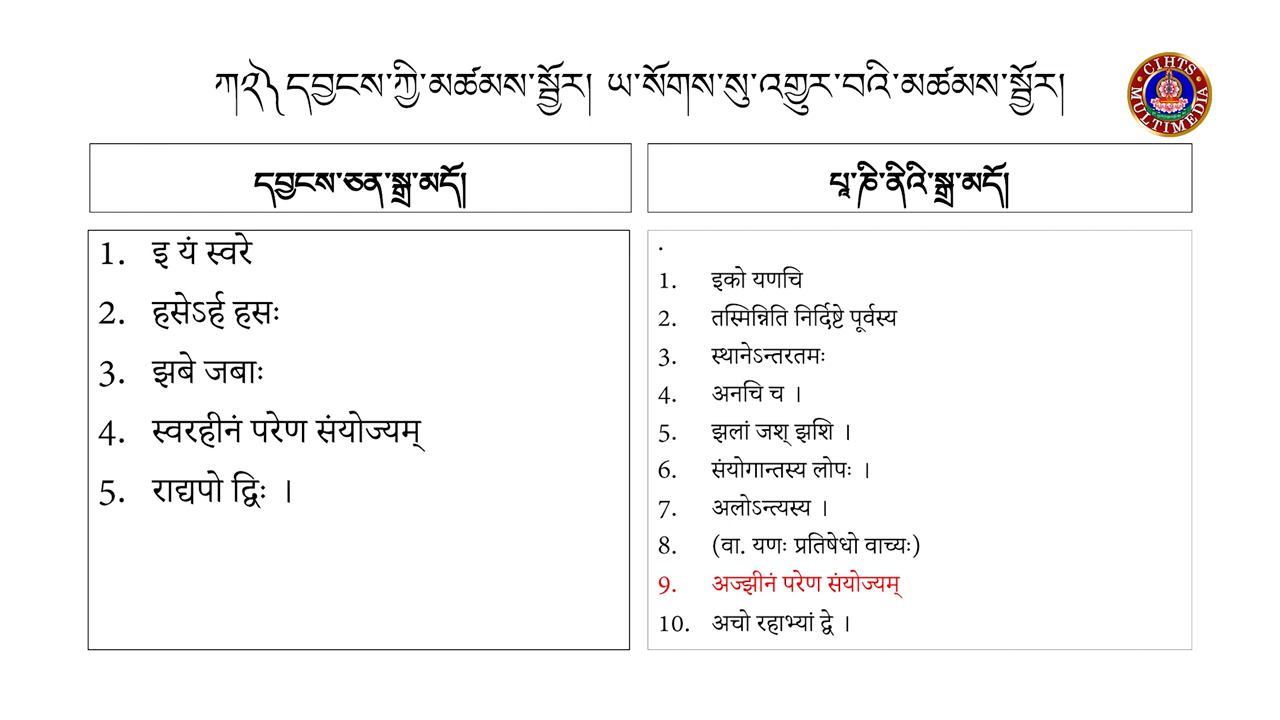 ཀ༢༽ དབྱངས་ཀྱི་མཚམས་སྦྱོར། ཡ་སོགས་སུ་འགྱུར་བའི་མཚམས་སྦྱོར།
CIHTS MULTIMEDIA
དབྱངས་ཅན་སྒྲ་མདོ།
1. इ यं स्वरे
2. हसेऽर्ह हसः
3. झबे जबाः
4. स्वरहीनं परेण संयोज्यम्
5. राद्यपो द्विः ।
པཱ་ཎི་ནིའི་སྒྲ་མདོ།
.
1. इको यणचि
2. तस्मिन्निति निर्दिष्टे पूर्वस्य
3. स्थानेऽन्तरतमः
4. अनचि च ।
5. झलां जश् झशि ।
6. संयोगान्तस्य लोपः ।
7. अलोऽन्त्यस्य ।
8. (वा. यणः प्रतिषेधो वाच्यः)
9. अज्झीनं परेण संयोज्यम्
10. अचो रहाभ्यां द्वे ।